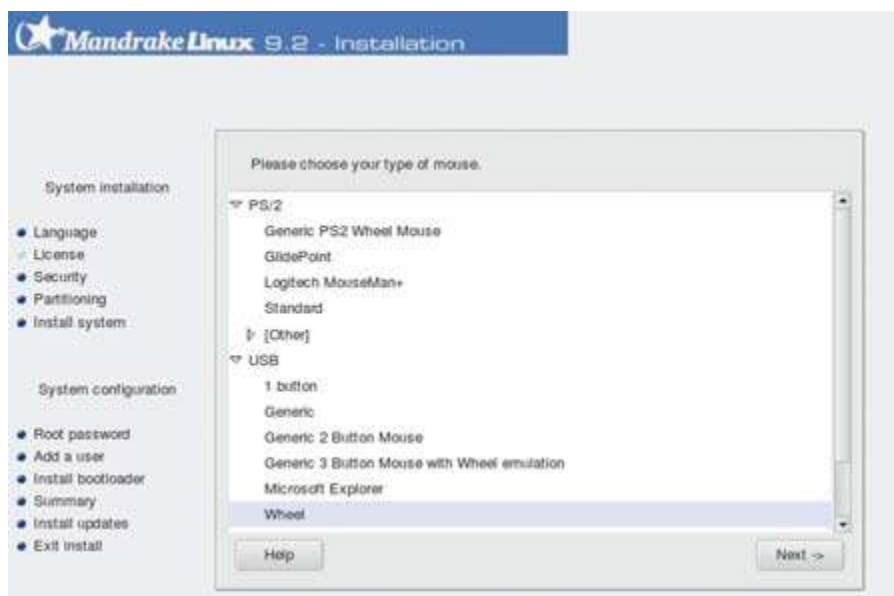 Mandrake Linux 9.2 - Installation
System installation
Language
License
Security
Partitioning
Install system
System configuration
Root password
Add a user
Install bootloader
Summary
Install updates
Exit install
Please choose your type of mouse.
PS/2
Generic PS2 Wheel Mouse
GlidePoint
Logitech MouseMan+
Standard
[Other]
USB
1 button
Generic
Generic 2 Button Mouse
Generic 3 Button Mouse with Wheel emulation
Microsoft Explorer
Wheel
Help
Next ->